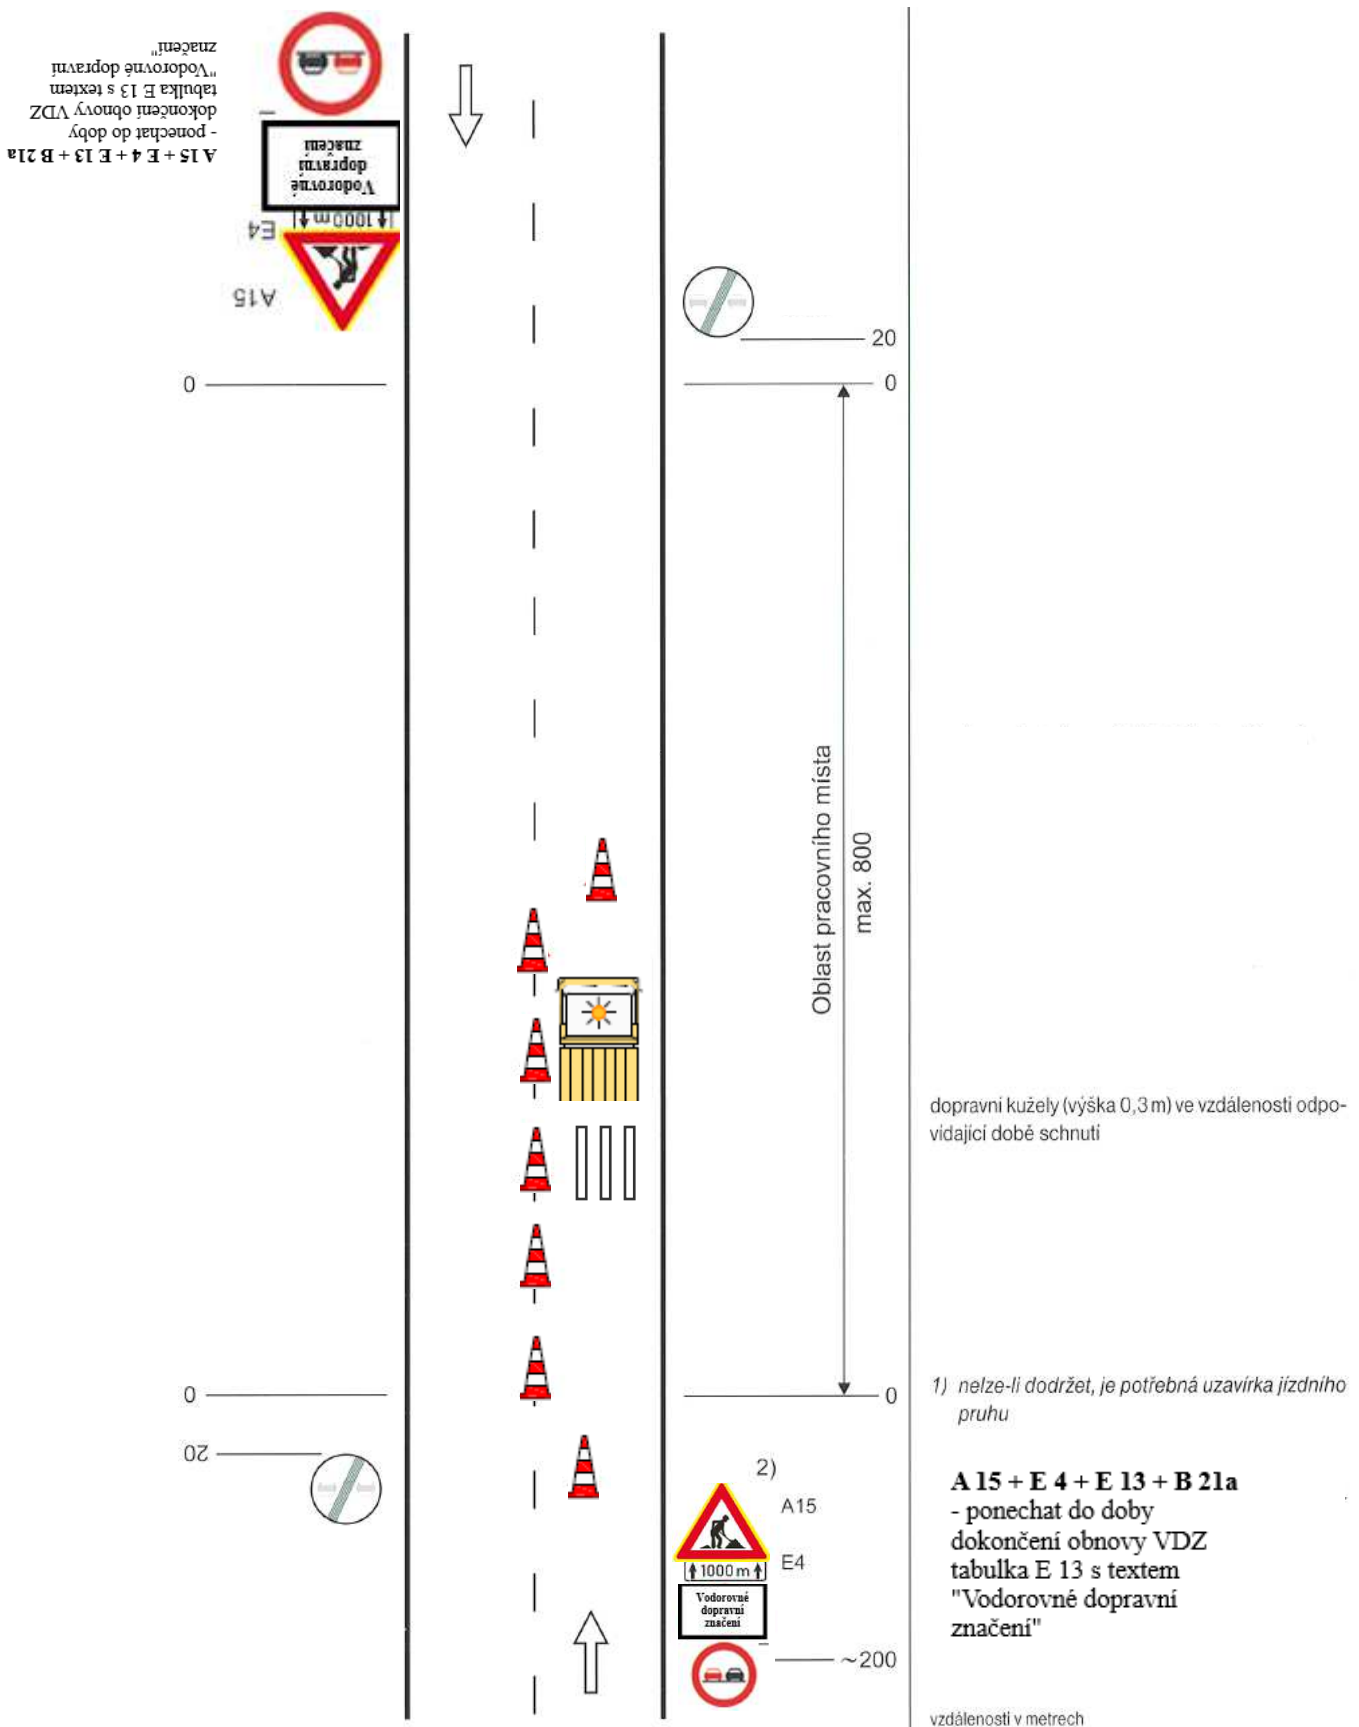 A 15 + E 4 + E 13 + B 21a
- ponechat do doby
dokončení obnovy VDZ
tabulka E 13 s textem
"Vodorovné dopravní
značení"
Vodorovné
dopravní
značení
1000 m
E4
A15
20
0
0
Oblast pracovního místa
max. 800
dopravní kužely (výška 0,3 m) ve vzdálenosti odpo-
vídající době schnutí
0
0
1) nelze-li dodržet, je potřebná uzavírka jízdního
pruhu
20
2)
A15
E4
1000 m
Vodorovné
dopravní
značení
~200
A 15 + E 4 + E 13 + B 21a
- ponechat do doby
dokončení obnovy VDZ
tabulka E 13 s textem
"Vodorovné dopravní
značení"
vzdálenosti v metrech